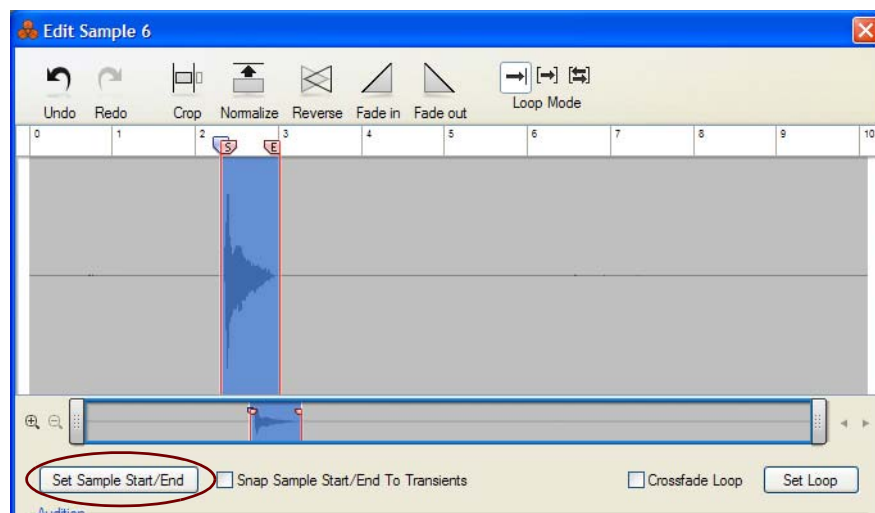 Edit Sample 6
Undo Redo Crop Normalize Reverse Fade in Fade out Loop Mode
0 1 2 3 4 5 6 7 8 9 10
S E
Set Sample Start/End Snap Sample Start/End To Transients Crossfade Loop Set Loop
Audition